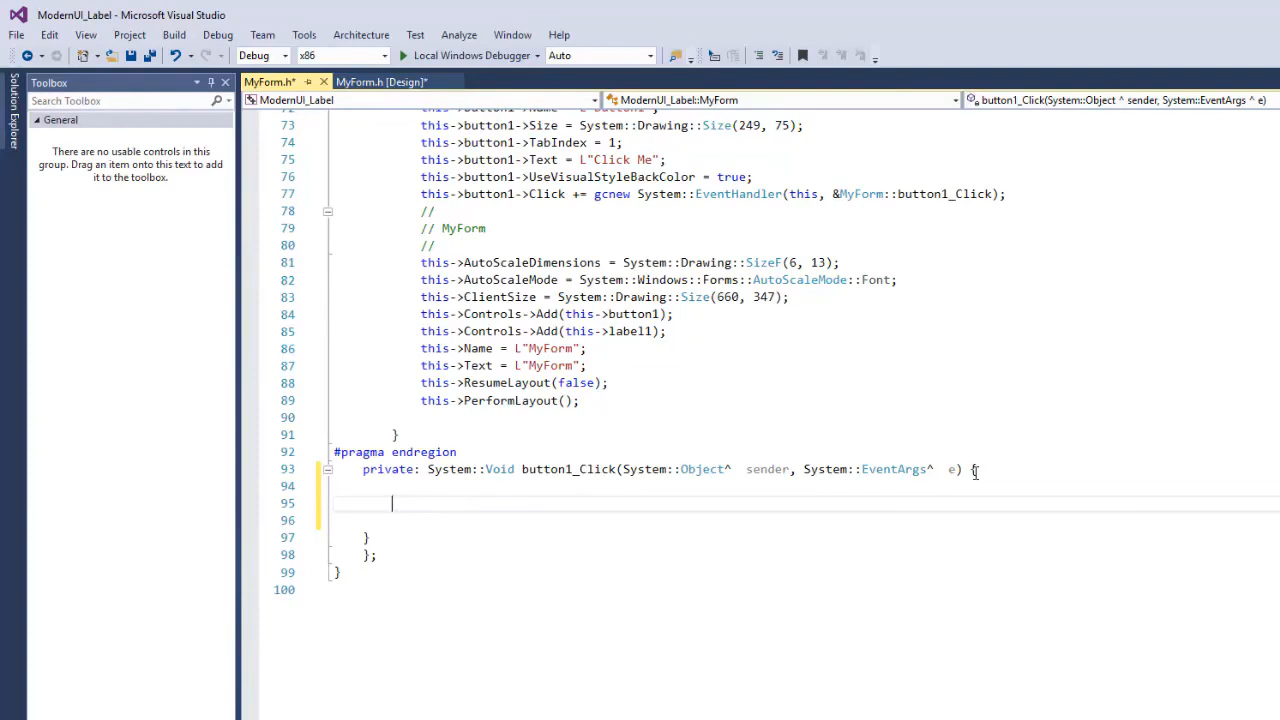 ModernUI_Label - Microsoft Visual Studio
File Edit View Project Build Debug Team Tools Architecture Test Analyze Window Help
Debug x86 Local Windows Debugger Auto
Solution Explorer
Toolbox
Search Toolbox
General
There are no usable controls in this
group. Drag an item onto this text to add
it to the toolbox.
MyForm.h* MyForm.h [Design]*
ModernUI_Label ModernUI_Label::MyForm button1_Click(System::Object ^ sender, System::EventArgs ^ e)
73 this->button1->Size = System::Drawing::Size(249, 75);
74 this->button1->TabIndex = 1;
75 this->button1->Text = L"Click Me";
76 this->button1->UseVisualStyleBackColor = true;
77 this->button1->Click += gcnew System::EventHandler(this, &MyForm::button1_Click);
78 //
79 // MyForm
80 //
81 this->AutoScaleDimensions = System::Drawing::SizeF(6, 13);
82 this->AutoScaleMode = System::Windows::Forms::AutoScaleMode::Font;
83 this->ClientSize = System::Drawing::Size(660, 347);
84 this->Controls->Add(this->button1);
85 this->Controls->Add(this->label1);
86 this->Name = L"MyForm";
87 this->Text = L"MyForm";
88 this->ResumeLayout(false);
89 this->PerformLayout();
90
91 }
92 #pragma endregion
93 private: System::Void button1_Click(System::Object^ sender, System::EventArgs^ e) {
94
95
96
97 }
98 };
99 }
100